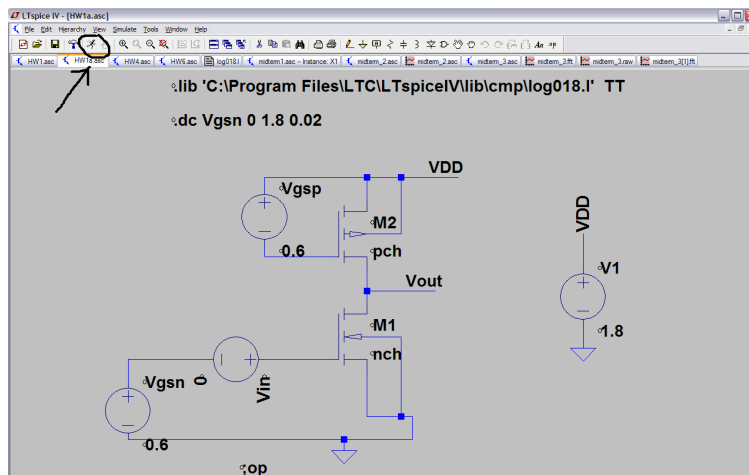 LTspice IV - [HW1a.asc]
File Edit Hierarchy View Simulate Tools Window Help
HW1.asc HW1a.asc HW4.asc HW6.asc log018.l midterm1.asc - Instance: X1 midterm_2.asc midterm_2.asc midterm_3.asc midterm_3.fft midterm_3.raw midterm_3[1].fft
.lib 'C:\Program Files\LTC\LTspiceIV\lib\cmp\log018.l' TT
.dc Vgsn 0 1.8 0.02
VDD
Vgsp
M2
0.6
pch
VDD
Vout
V1
M1
1.8
nch
Vgsn
0
Vin
0.6
;op